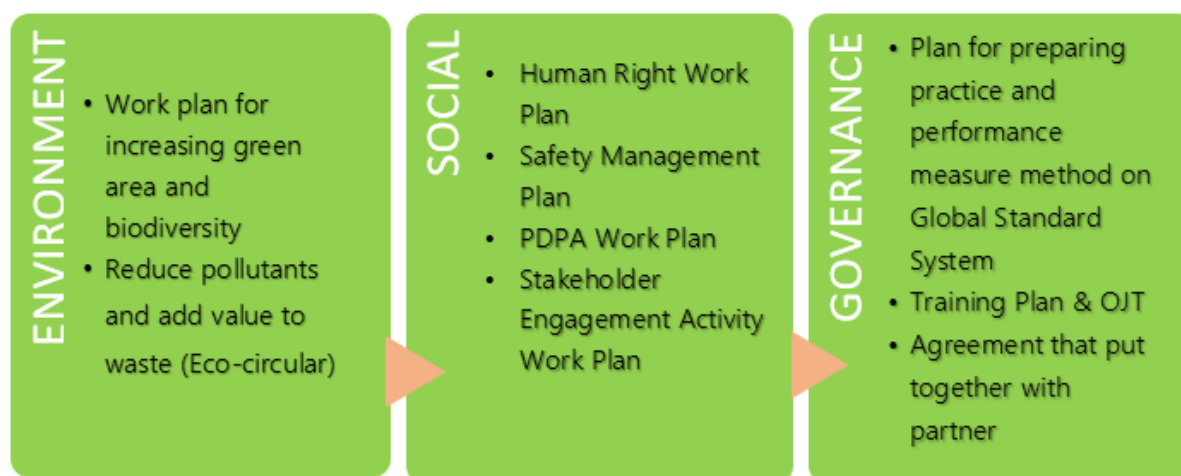 ENVIRONMENT
• Work plan for
increasing green
area and
biodiversity
• Reduce pollutants
and add value to
waste (Eco-circular)
SOCIAL
• Human Right Work
Plan
• Safety Management
Plan
• PDPA Work Plan
• Stakeholder
Engagement Activity
Work Plan
GOVERNANCE
• Plan for preparing
practice and
performance
measure method on
Global Standard
System
• Training Plan & OJT
• Agreement that put
together with
partner